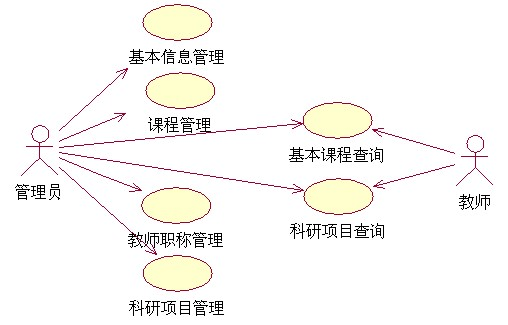 基本信息管理
课程管理
基本课程查询
管理员
教师
教师职称管理
科研项目查询
科研项目管理